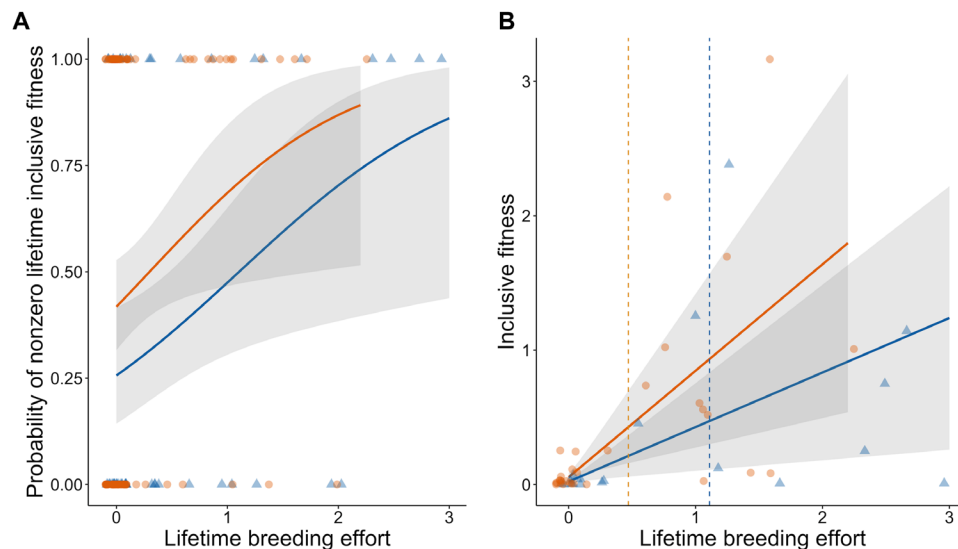 A
Probability of nonzero lifetime inclusive fitness
1.00
0.75
0.50
0.25
0.00
0 1 2 3
Lifetime breeding effort
B
Inclusive fitness
3
2
1
0
0 1 2 3
Lifetime breeding effort